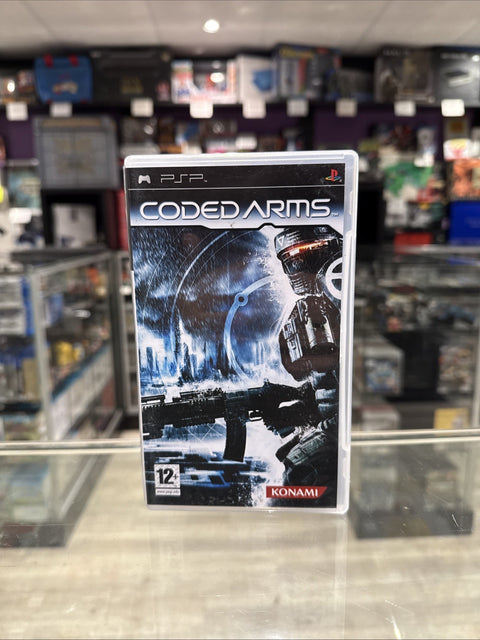 PSP
CODED ARMS
12+
www.pegi.info
KONAMI